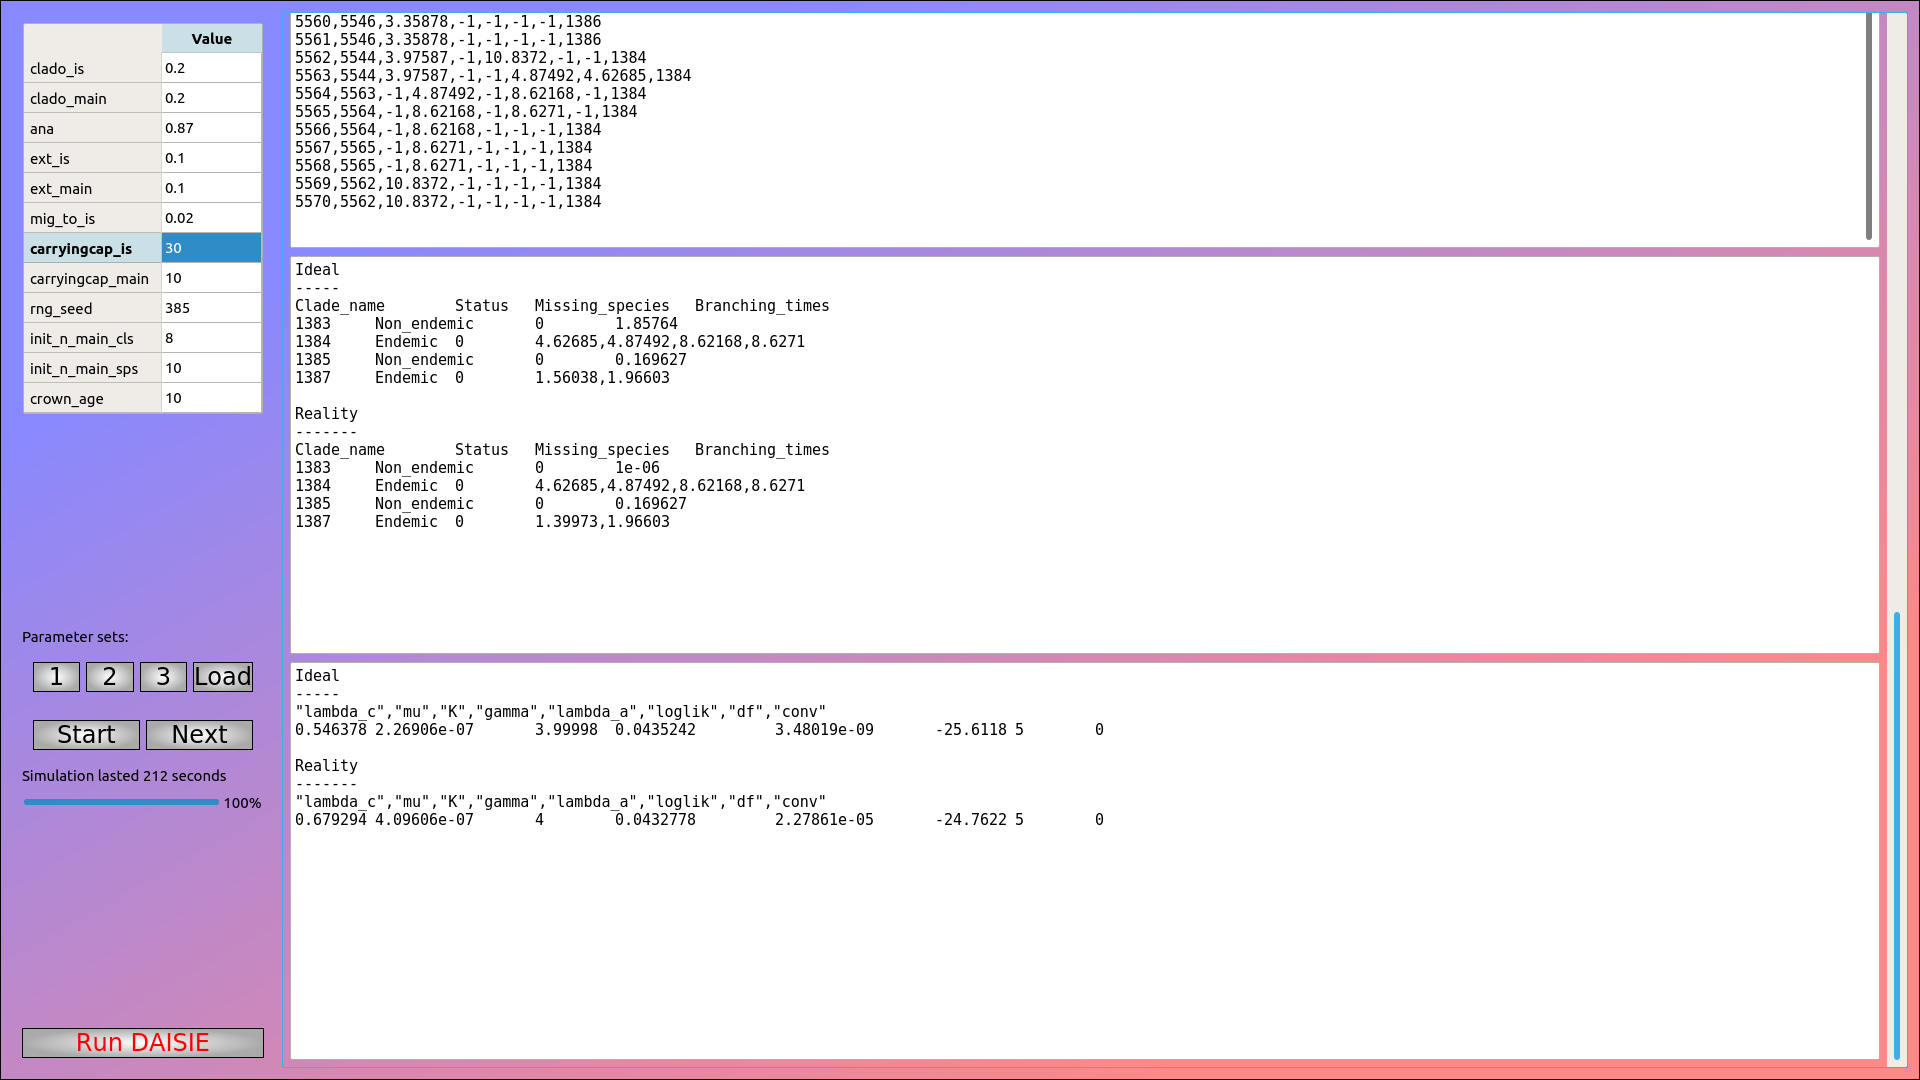 Value
clado_is 0.2
clado_main 0.2
ana 0.87
ext_is 0.1
ext_main 0.1
mig_to_is 0.02
carryingcap_is 30
carryingcap_main 10
rng_seed 385
init_n_main_cls 8
init_n_main_sps 10
crown_age 10
Parameter sets:
1 2 3 Load
Start Next
Simulation lasted 212 seconds
100%
Run DAISIE
5560,5546,3.35878,-1,-1,-1,-1,1386
5561,5546,3.35878,-1,-1,-1,-1,1386
5562,5544,3.97587,-1,10.8372,-1,-1,1384
5563,5544,3.97587,-1,-1,4.87492,4.62685,1384
5564,5563,-1,4.87492,-1,8.62168,-1,1384
5565,5564,-1,8.62168,-1,8.6271,-1,1384
5566,5564,-1,8.62168,-1,-1,-1,1384
5567,5565,-1,8.6271,-1,-1,-1,1384
5568,5565,-1,8.6271,-1,-1,-1,1384
5569,5562,10.8372,-1,-1,-1,-1,1384
5570,5562,10.8372,-1,-1,-1,-1,1384
Ideal
-----
Clade_name Status Missing_species Branching_times
1383 Non_endemic 0 1.85764
1384 Endemic 0 4.62685,4.87492,8.62168,8.6271
1385 Non_endemic 0 0.169627
1387 Endemic 0 1.56038,1.96603
Reality
-------
Clade_name Status Missing_species Branching_times
1383 Non_endemic 0 1e-06
1384 Endemic 0 4.62685,4.87492,8.62168,8.6271
1385 Non_endemic 0 0.169627
1387 Endemic 0 1.39973,1.96603
Ideal
-----
"lambda_c","mu","K","gamma","lambda_a","loglik","df","conv"
0.546378 2.26906e-07 3.99998 0.0435242 3.48019e-09 -25.6118 5 0
Reality
-------
"lambda_c","mu","K","gamma","lambda_a","loglik","df","conv"
0.679294 4.09606e-07 4 0.0432778 2.27861e-05 -24.7622 5 0